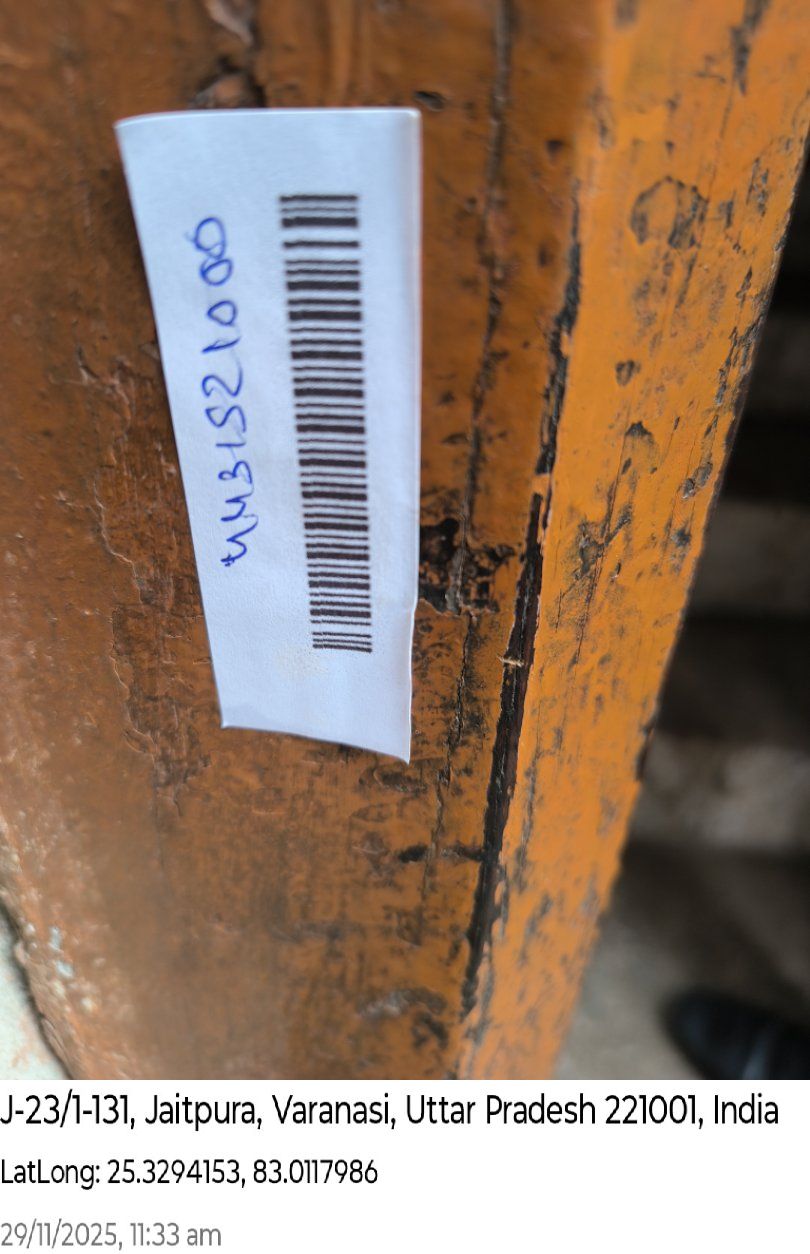 J-23/1-131, Jaitpura, Varanasi, Uttar Pradesh 221001, India
LatLong: 25.3294153, 83.0117986
29/11/2025, 11:33 am